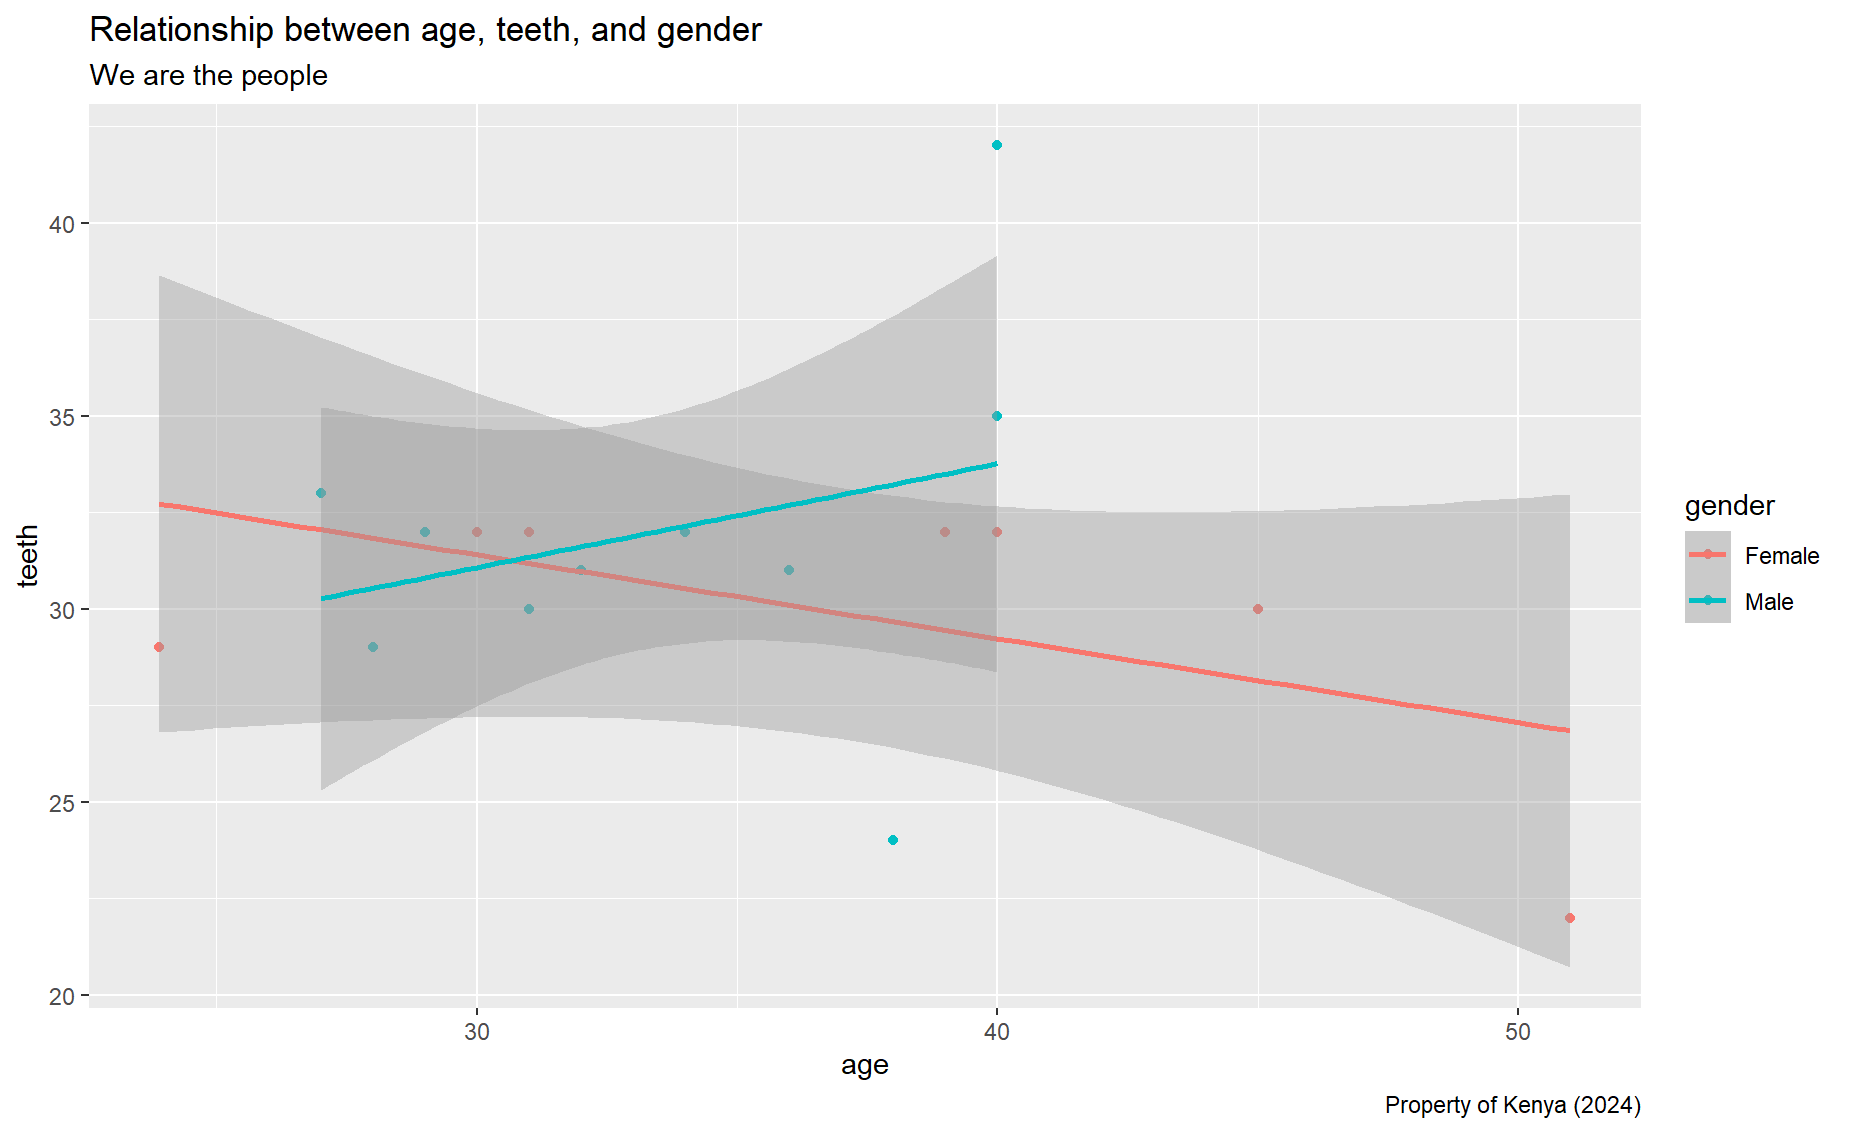 Relationship between age, teeth, and gender
We are the people
40
35
30
25
20
teeth
30
40
50
age
gender
Female
Male
Property of Kenya (2024)